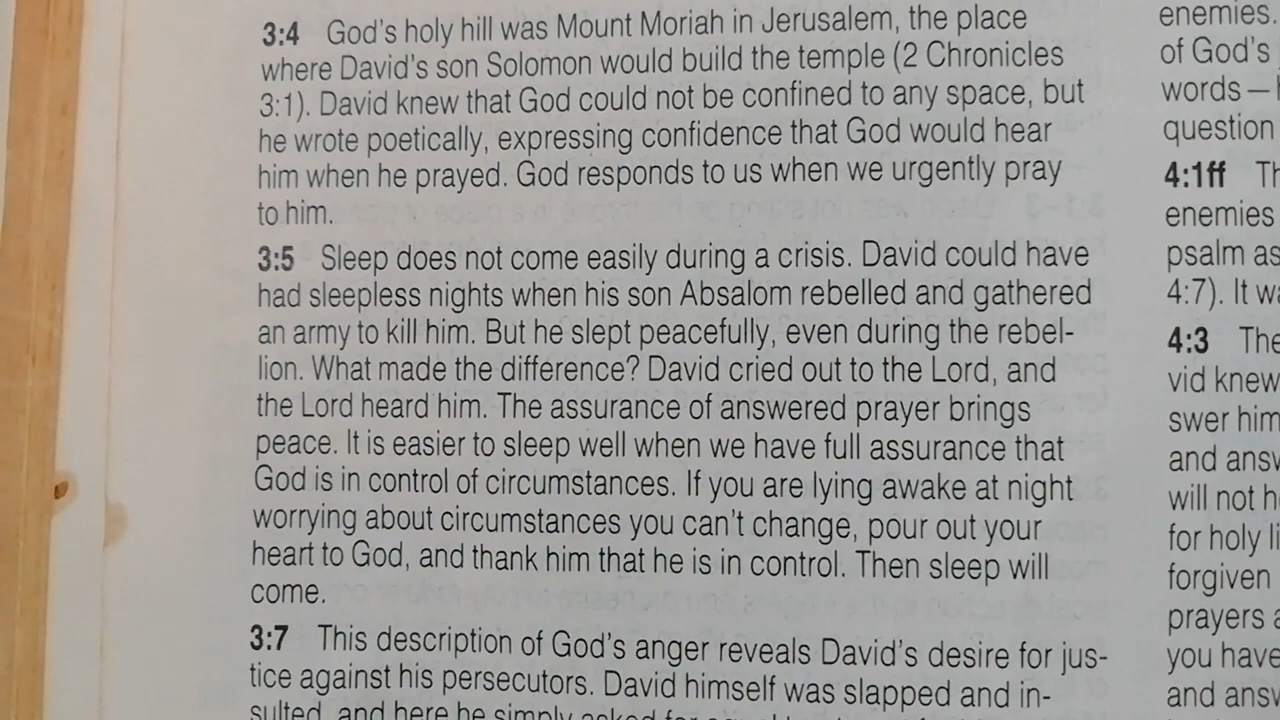 3:4 God's holy hill was Mount Moriah in Jerusalem, the place
where David's son Solomon would build the temple (2 Chronicles
3:1). David knew that God could not be confined to any space, but
he wrote poetically, expressing confidence that God would hear
him when he prayed. God responds to us when we urgently pray
to him.
3:5 Sleep does not come easily during a crisis. David could have
had sleepless nights when his son Absalom rebelled and gathered
an army to kill him. But he slept peacefully, even during the rebel-
lion. What made the difference? David cried out to the Lord, and
the Lord heard him. The assurance of answered prayer brings
peace. It is easier to sleep well when we have full assurance that
God is in control of circumstances. If you are lying awake at night
worrying about circumstances you can't change, pour out your
heart to God, and thank him that he is in control. Then sleep will
come.
3:7 This description of God's anger reveals David's desire for jus-
tice against his persecutors. David himself was slapped and in-
sulted, and here he simply asked for
enemies.
of God's
words —
question
4:1ff
enemies
psalm as
4:7). It
4:3 The
vid knew
swer him
and
will not
for holy
forgiven
prayers
you have
and